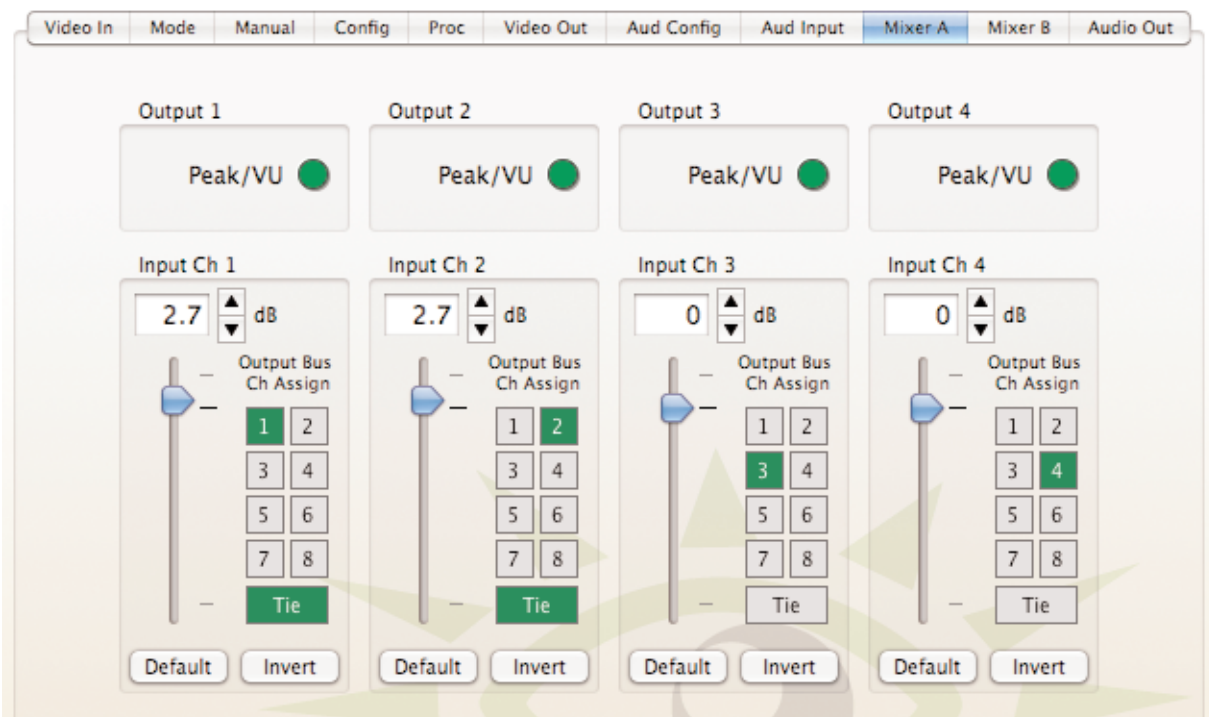 Video In Mode Manual Config Proc Video Out Aud Config Aud Input Mixer A Mixer B Audio Out
Output 1 Output 2 Output 3 Output 4
Peak/VU Peak/VU Peak/VU Peak/VU
Input Ch 1 Input Ch 2 Input Ch 3 Input Ch 4
2.7 dB 2.7 dB 0 dB 0 dB
Output Bus Output Bus Output Bus Output Bus
Ch Assign Ch Assign Ch Assign Ch Assign
1 2 1 2 1 2 1 2
3 4 3 4 3 4 3 4
5 6 5 6 5 6 5 6
7 8 7 8 7 8 7 8
Tie Tie Tie Tie
Default Invert Default Invert Default Invert Default Invert